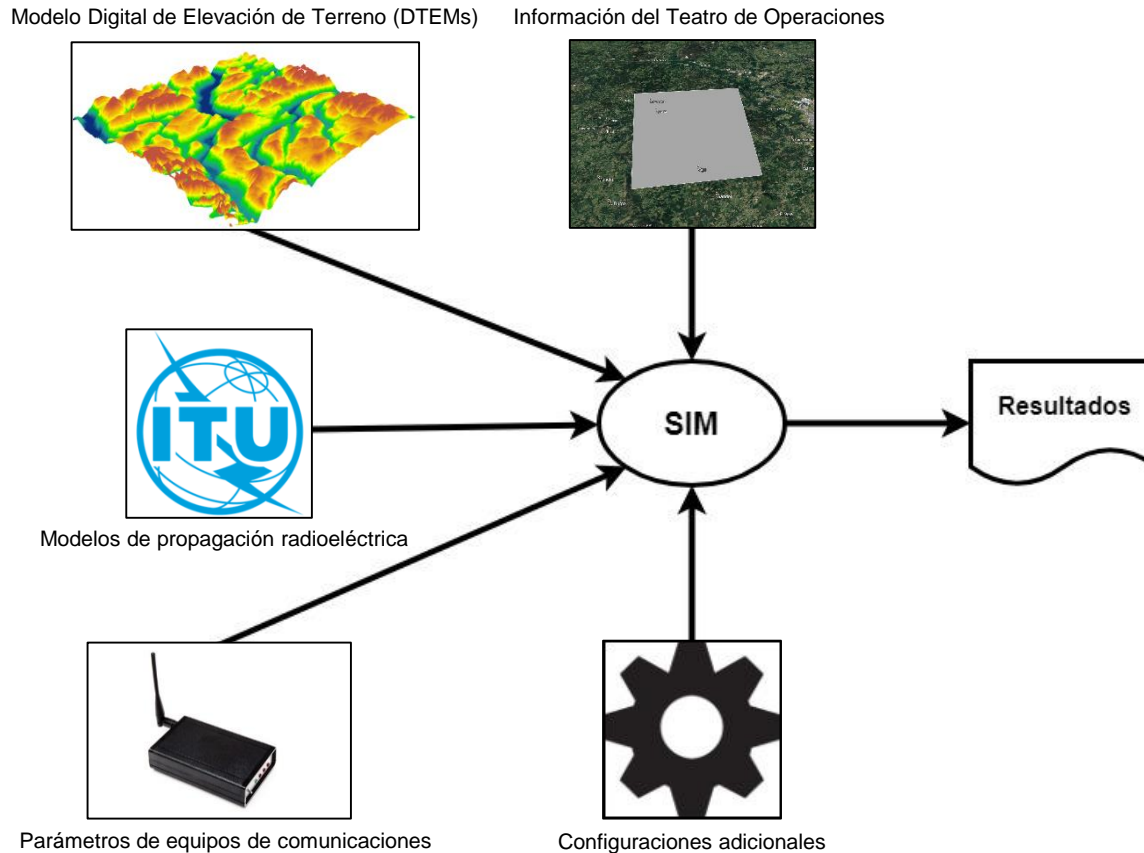 Modelo Digital de Elevación de Terreno (DTEMs)
Información del Teatro de Operaciones
ITU
Modelos de propagación radioeléctrica
SIM
Resultados
Parámetros de equipos de comunicaciones
Configuraciones adicionales